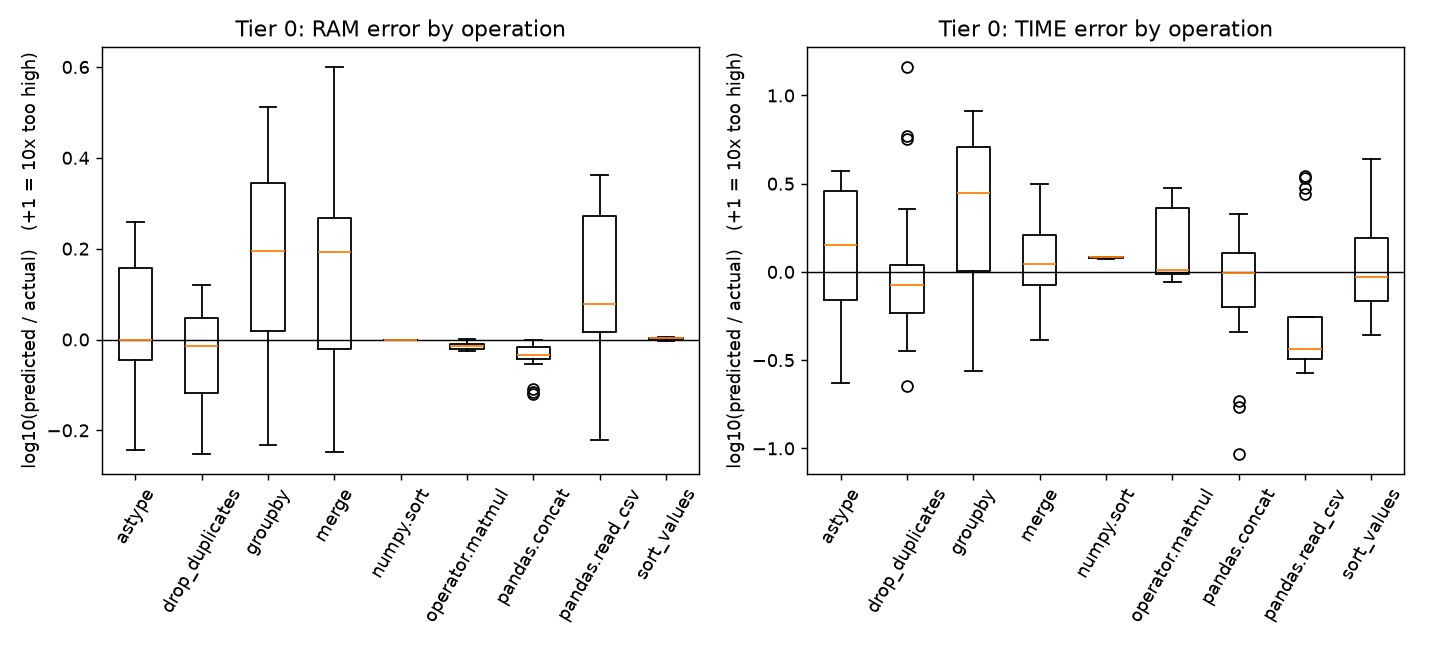 Tier 0: RAM error by operation
log10(predicted / actual) (+1 = 10x too high)
0.6
0.4
0.2
0.0
−0.2
astype
drop_duplicates
groupby
merge
numpy.sort
operator.matmul
pandas.concat
pandas.read_csv
sort_values
Tier 0: TIME error by operation
log10(predicted / actual) (+1 = 10x too high)
1.0
0.5
0.0
−0.5
−1.0
astype
drop_duplicates
groupby
merge
numpy.sort
operator.matmul
pandas.concat
pandas.read_csv
sort_values